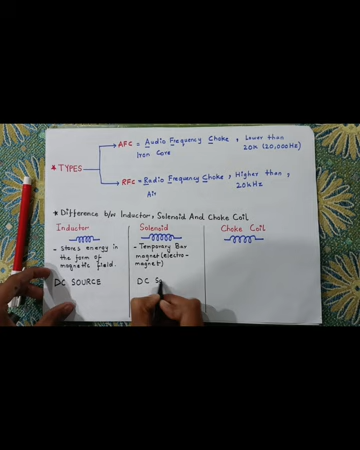 * TYPES
AFC = Audio Frequency Choke, Lower than
20k (20,000Hz)
Iron Core
RFC = Radio Frequency Choke, Higher than,
20kHz
Air
* Difference b/w Inductor, Solenoid And Choke Coil
Inductor
- Stores energy in
the form of
magnetic field.
DC SOURCE
Solenoid
- Temporary Bar
magnet (electro-
magnet)
DC S
Choke Coil